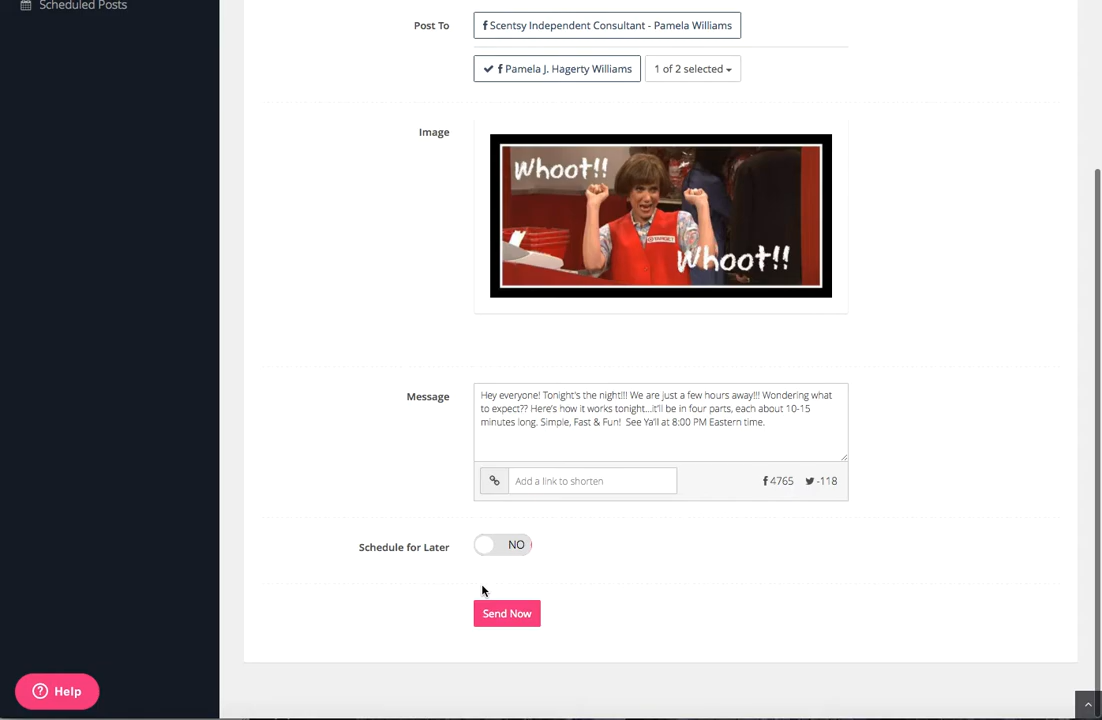 Scheduled Posts
Post To
Scentsy Independent Consultant - Pamela Williams
Pamela J. Hagerty Williams
1 of 2 selected
Image
Whoot!!
TARGET
Whoot!!
Message
Hey everyone! Tonight's the night!!! We are just a few hours away!!! Wondering what
to expect?? Here's how it works tonight...it'll be in four parts, each about 10-15
minutes long. Simple, Fast & Fun!  See Ya'll at 8:00 PM Eastern time.
Add a link to shorten
4765
-118
Schedule for Later
NO
Send Now
Help